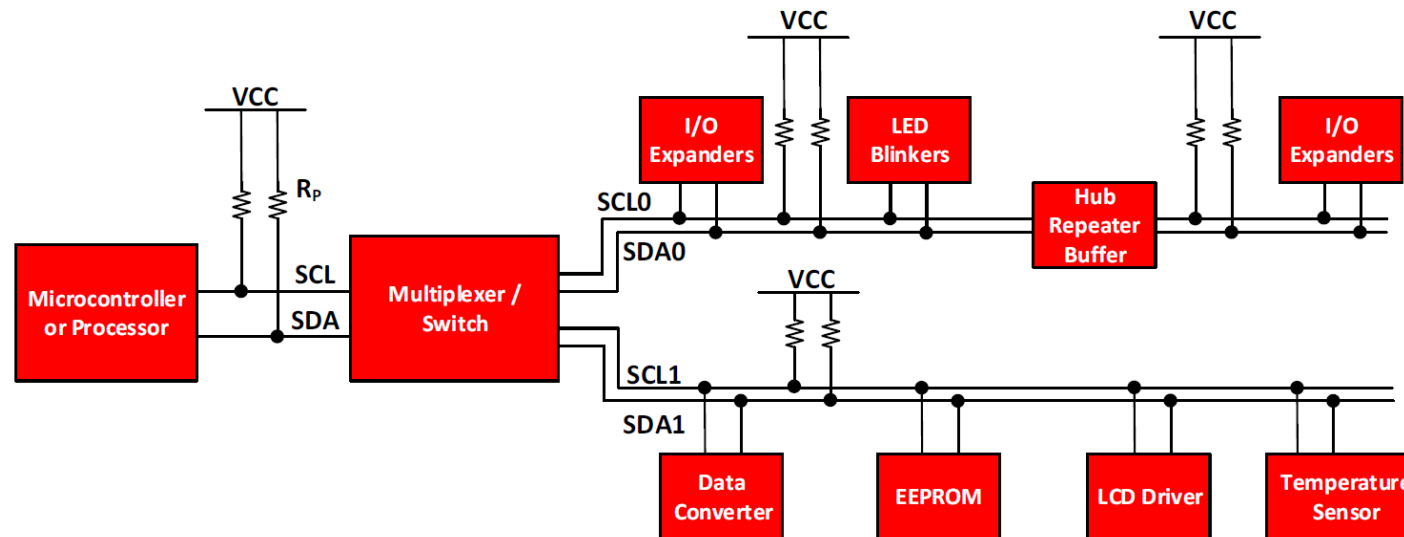 VCC
VCC
VCC
I/O
Expanders
LED
Blinkers
I/O
Expanders
R_P
SCL0
Hub
Repeater
Buffer
SDA0
SCL
Microcontroller
or Processor
Multiplexer /
Switch
SDA
VCC
SCL1
SDA1
Data
Converter
EEPROM
LCD Driver
Temperature
Sensor